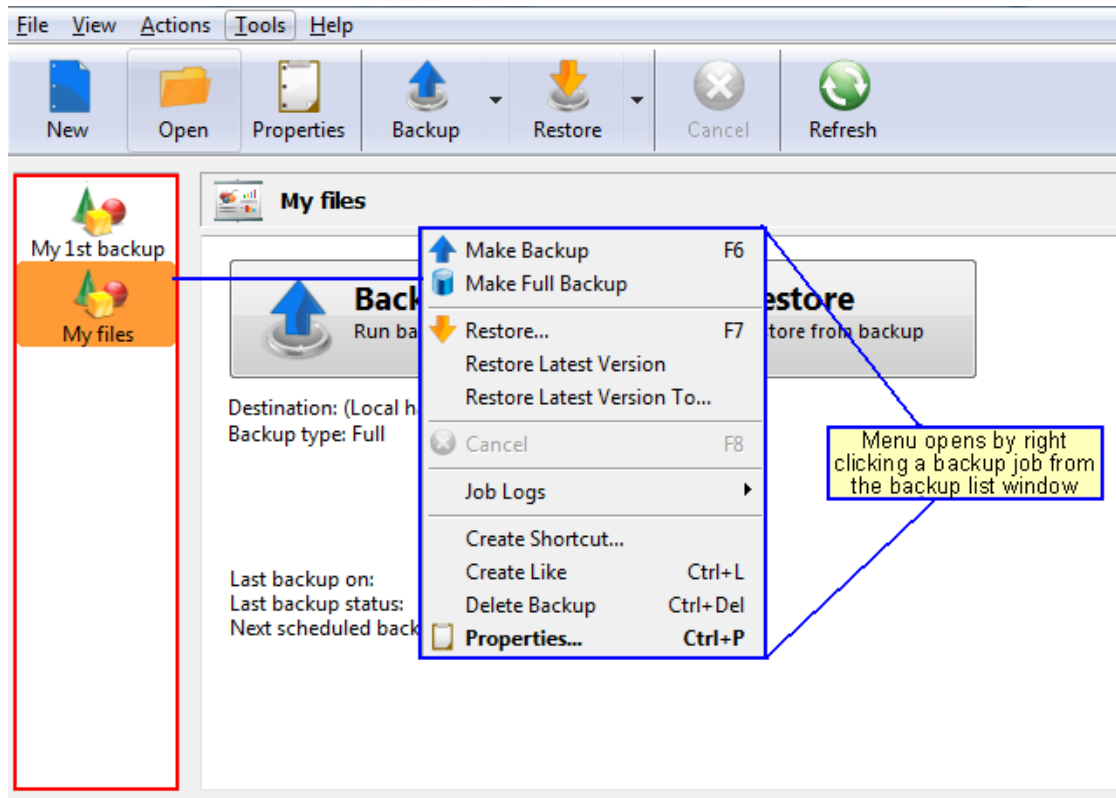 File View Actions Tools Help
New Open Properties Backup Restore Cancel Refresh
My 1st backup
My files
My files
Make Backup F6
Make Full Backup
Restore... F7
Restore Latest Version
Restore Latest Version To...
Cancel F8
Job Logs
Create Shortcut...
Create Like Ctrl+L
Delete Backup Ctrl+Del
Properties... Ctrl+P
Back
Run ba
estore
tore from backup
Destination: (Local h
Backup type: Full
Last backup on:
Last backup status:
Next scheduled back
Menu opens by right
clicking a backup job from
the backup list window